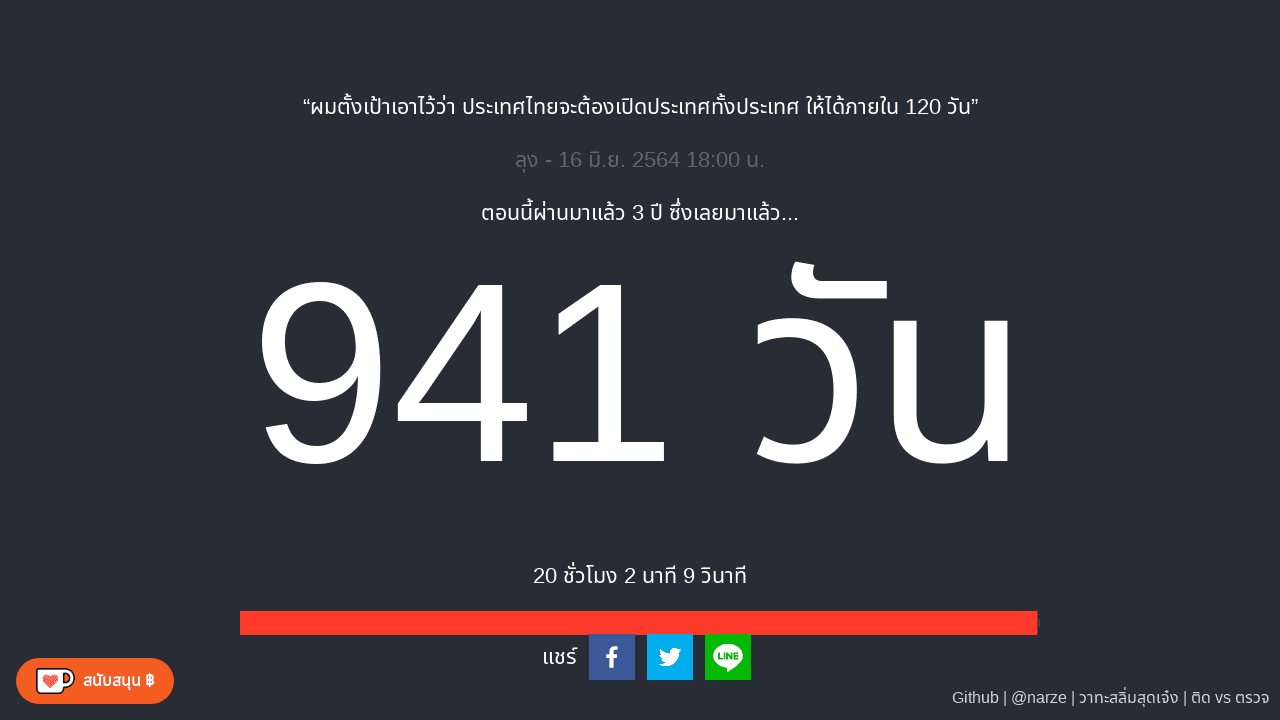 “ผมตั้งเป้าเอาไว้ว่า ประเทศไทยจะต้องเปิดประเทศทั้งประเทศ ให้ได้ภายใน 120 วัน”
ลุง - 16 มิ.ย. 2564 18:00 น.
ตอนนี้ผ่านมาแล้ว 3 ปี ซึ่งเลยมาแล้ว...
941 วัน
20 ชั่วโมง 2 นาที 9 วินาที
แชร์
LINE
สนับสนุน ฿
Github | @narze | วาทะสลิ่มสุดเจ๋ง | ติด vs ตรวจ